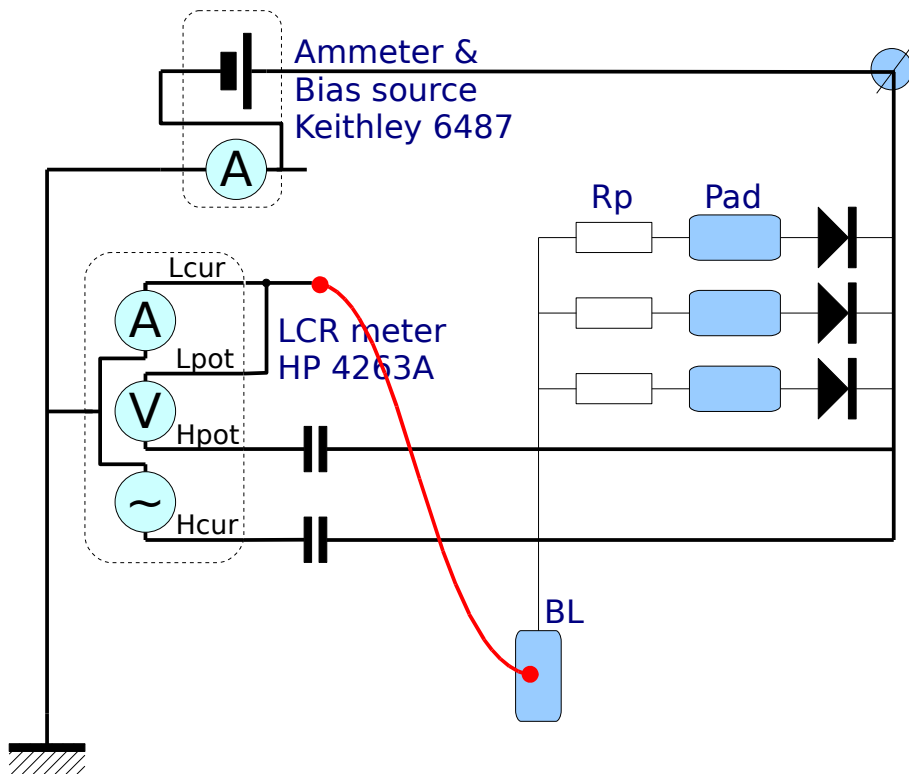 Ammeter &
Bias source
Keithley 6487
A
Rp
Pad
Lcur
A
LCR meter
HP 4263A
Lpot
V
Hpot
~
Hcur
BL